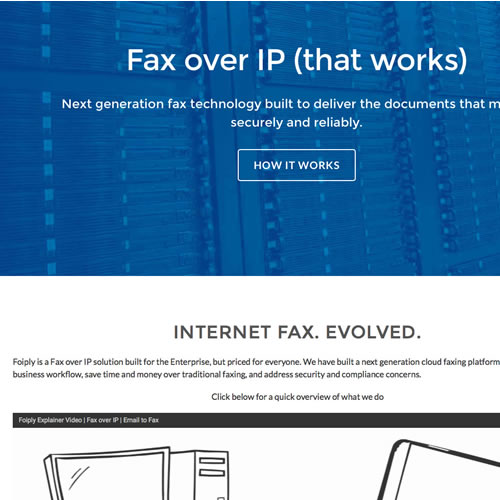 Fax over IP (that works)
Next generation fax technology built to deliver the documents that
securely and reliably.
HOW IT WORKS
INTERNET FAX. EVOLVED.
Foiply is a Fax over IP solution built for the Enterprise, but priced for everyone. We have built a next generation cloud faxing platform
business workflow, save time and money over traditional faxing, and address security and compliance concerns.
Click below for a quick overview of what we do
Foiply Explainer Video | Fax over IP | Email to Fax